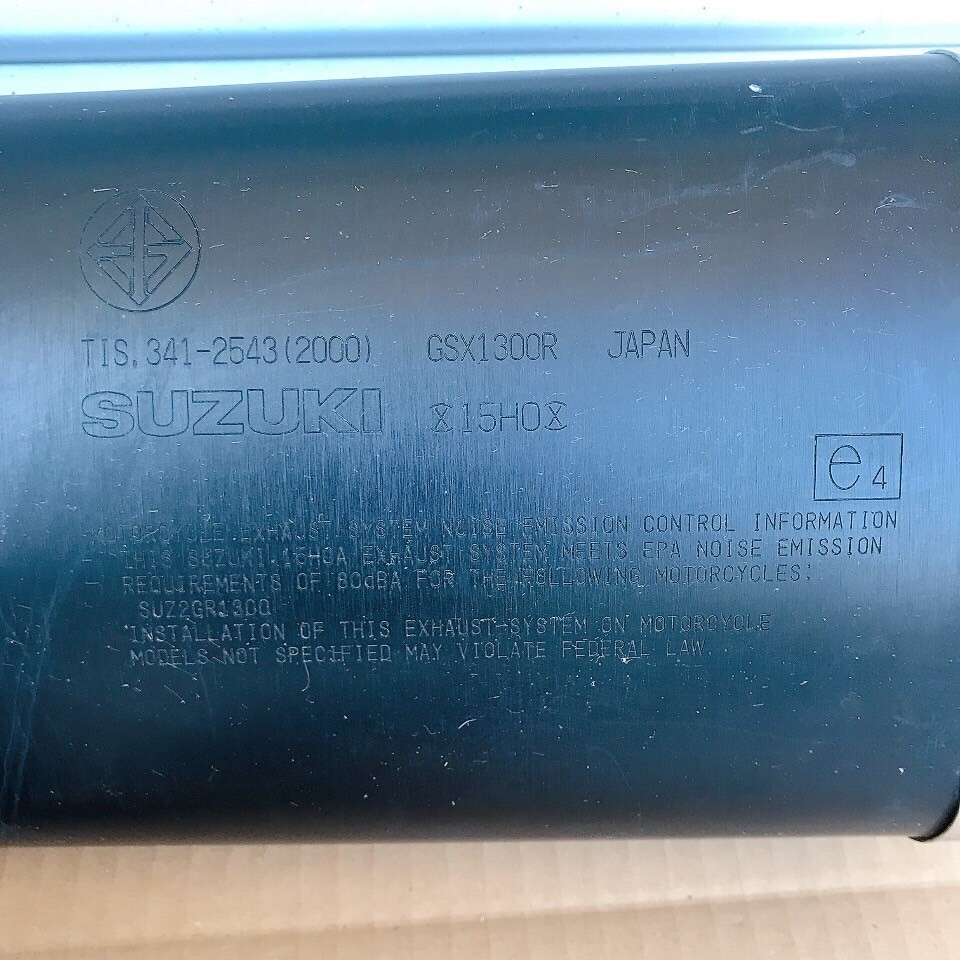 TIS.341-2543(2000) GSX1300R JAPAN
SUZUKI 15H0
e4
MOTORCYCLE EXHAUST SYSTEM NOISE EMISSION CONTROL INFORMATION
THIS SUZUKI 15H0A EXHAUST SYSTEM MEETS EPA NOISE EMISSION
REQUIREMENTS OF 80dBA FOR THE FOLLOWING MOTORCYCLES:
SUZ2GR1300
INSTALLATION OF THIS EXHAUST SYSTEM ON MOTORCYCLE
MODELS NOT SPECIFIED MAY VIOLATE FEDERAL LAW